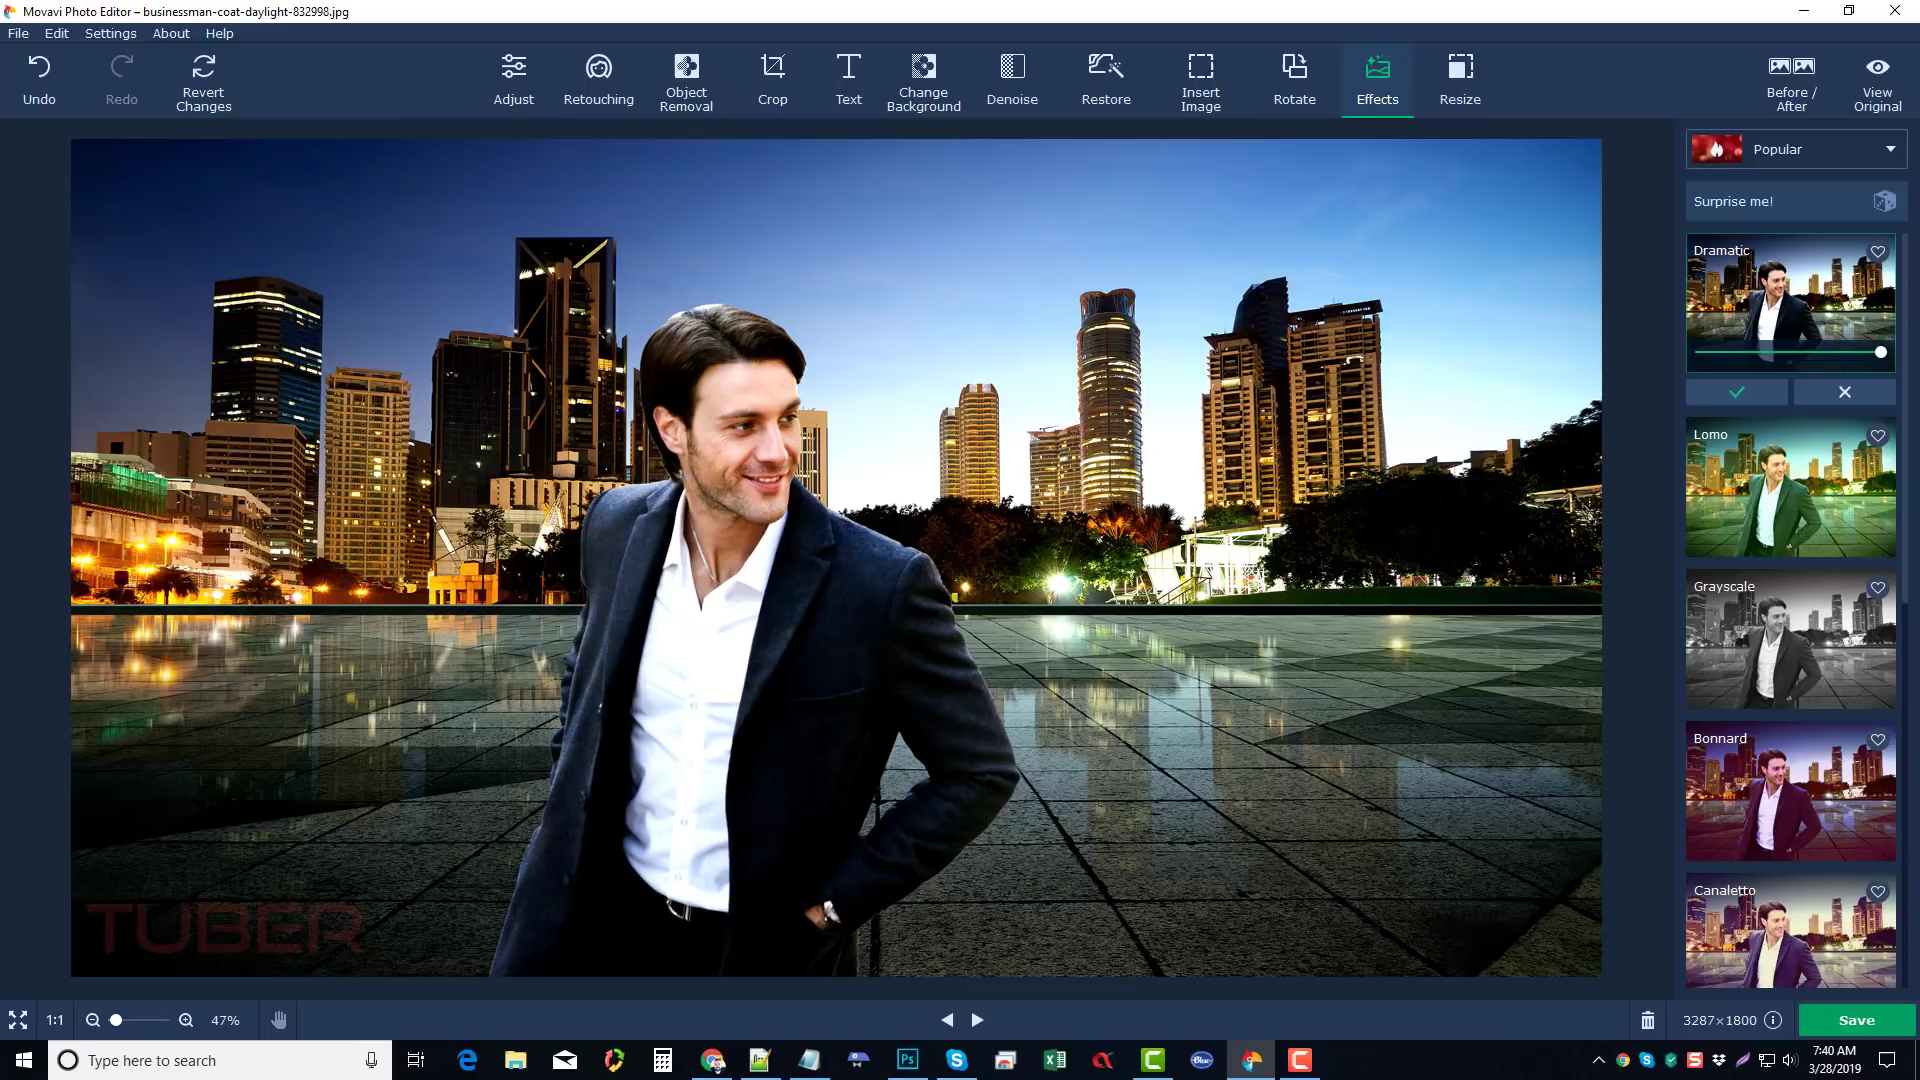 Movavi Photo Editor – businessman-coat-daylight-832998.jpg
File Edit Settings About Help
Undo
Redo
Revert Changes
Adjust
Retouching
Object Removal
Crop
Text
Change Background
Denoise
Restore
Insert Image
Rotate
Effects
Resize
Before / After
View Original
Popular
Surprise me!
Dramatic
Lomo
Grayscale
Bonnard
Canaletto
TUBER
1:1
47%
3287×1800
Save
Type here to search
Ps
7:40 AM
3/28/2019